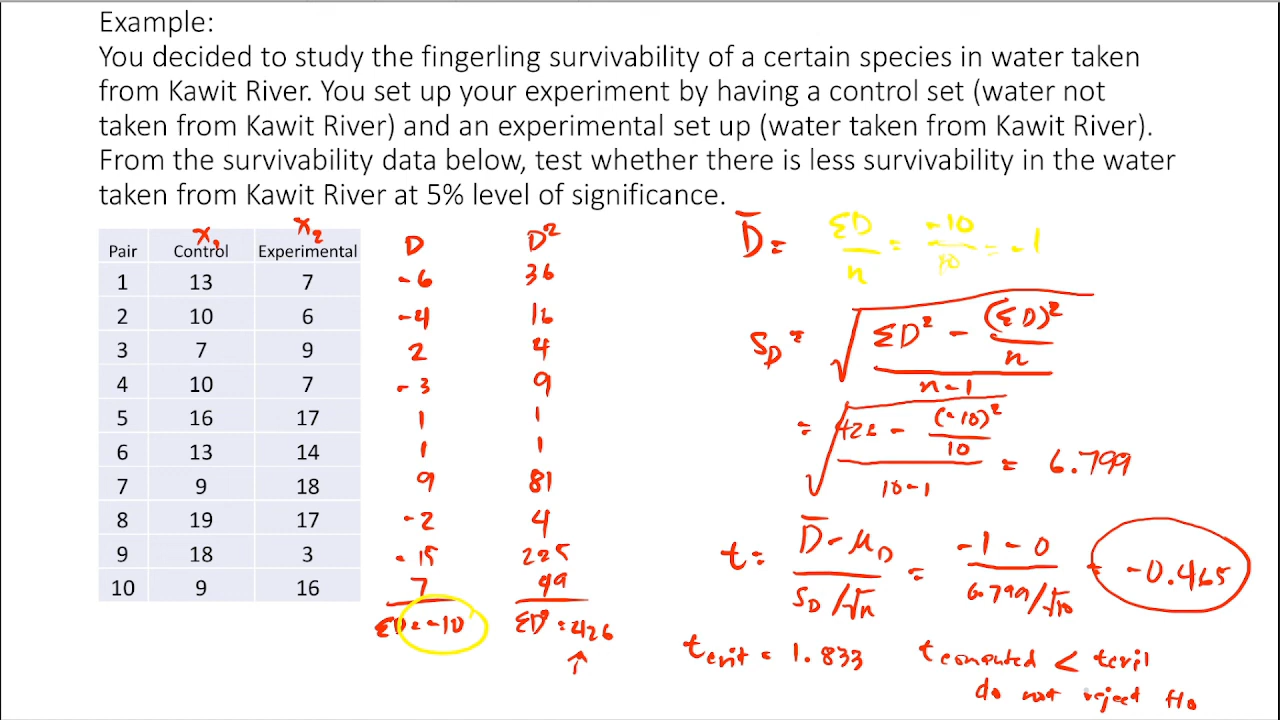 Example:
You decided to study the fingerling survivability of a certain species in water taken
from Kawit River. You set up your experiment by having a control set (water not
taken from Kawit River) and an experimental set up (water taken from Kawit River).
From the survivability data below, test whether there is less survivability in the water
taken from Kawit River at 5% level of significance.
X₁ X₂ D D²
Pair Control Experimental
1 13 7 -6 36
2 10 6 -4 16
3 7 9 2 4
4 10 7 -3 9
5 16 17 1 1
6 13 14 1 1
7 9 18 9 81
8 19 17 -2 4
9 18 3 -15 225
10 9 16 7 49
ΣD = -10 ΣD² = 426
↑
D̄ = ΣD/n = -10/10 = -1
S_D = √((ΣD² - (ΣD)²/n)/(n-1))
= √((426 - (-10)²/10)/(10-1)) = 6.799
t = (D̄ - μ_D)/(S_D/√n) = (-1 - 0)/(6.799/√10) = -0.465
t crit = 1.833 t computed < t crit
do not reject Ho